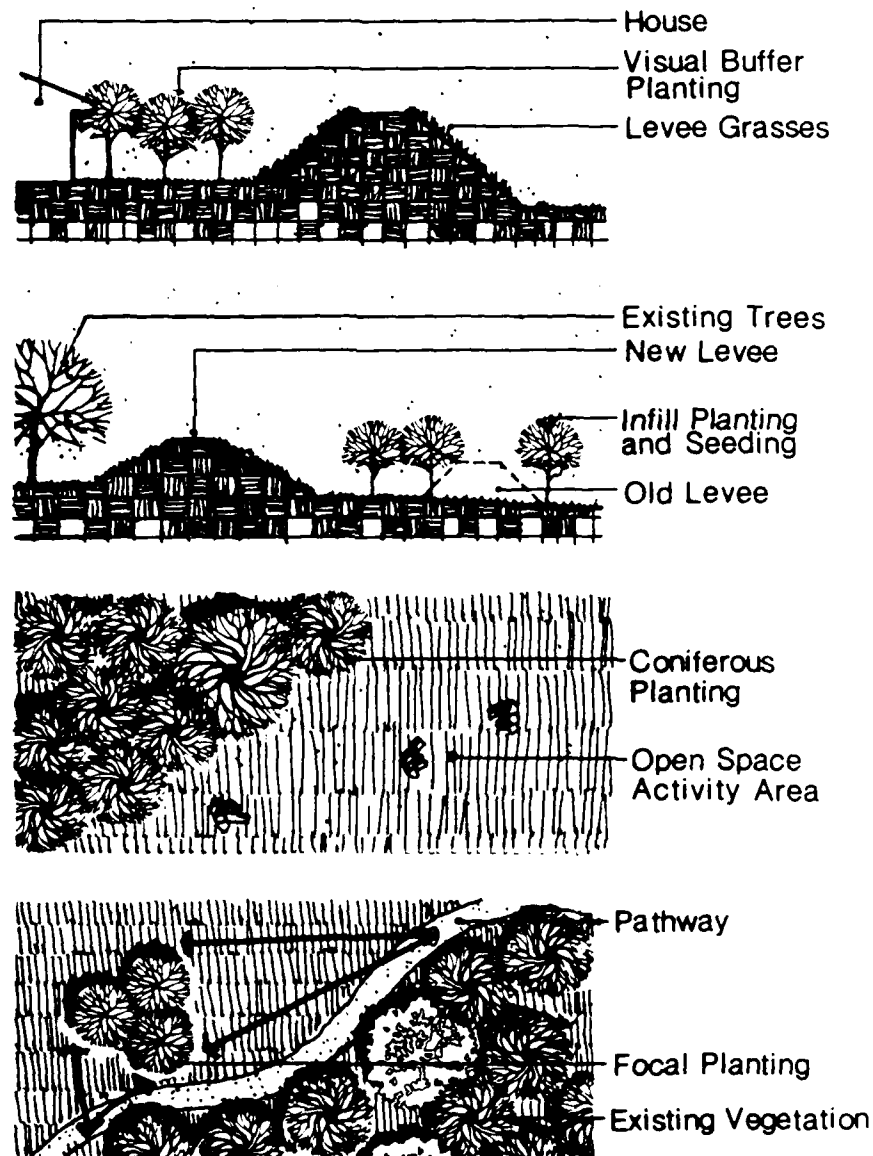 House
Visual Buffer
Planting
Levee Grasses
Existing Trees
New Levee
Infill Planting
and Seeding
Old Levee
Coniferous
Planting
Open Space
Activity Area
Pathway
Focal Planting
Existing Vegetation